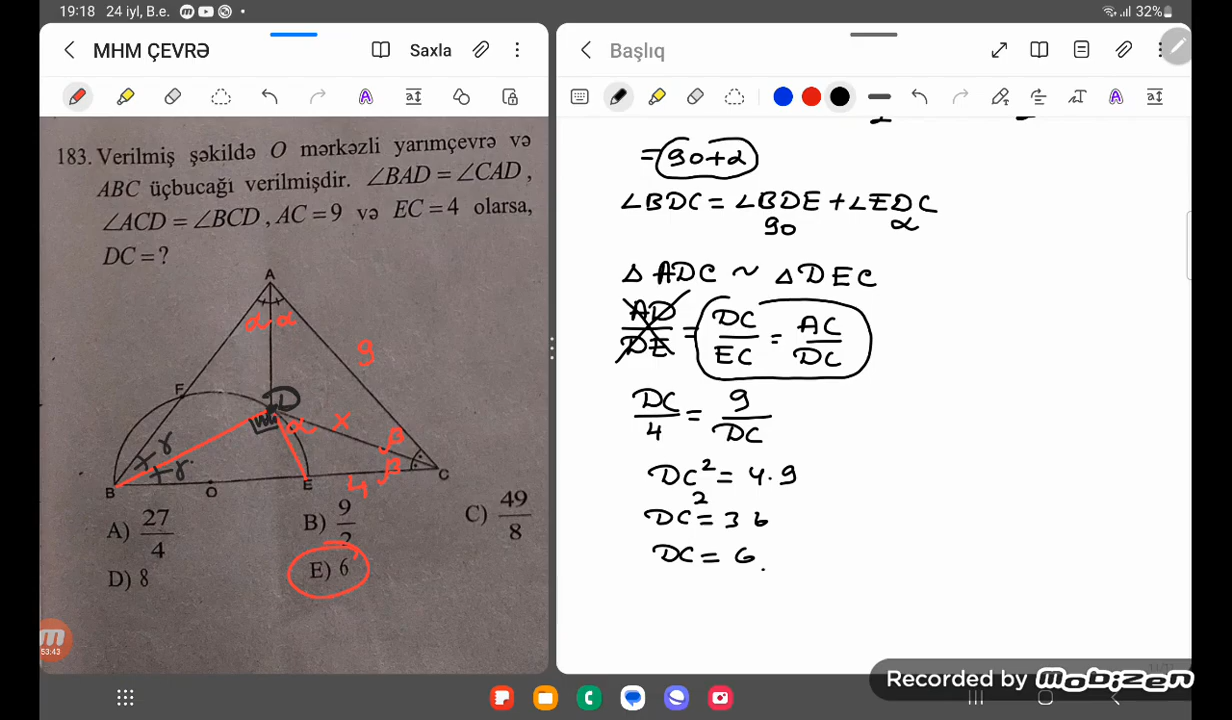 19:18 24 iyl, B.e. 32%
MHM ÇEVRƏ Saxla
Başlıq
183. Verilmiş şəkildə O mərkəzli yarımçevrə və
ABC üçbucağı verilmişdir. ∠BAD = ∠CAD,
∠ACD = ∠BCD, AC = 9 və EC = 4 olarsa,
DC = ?
A
α α
9
F
D
α x β
γ
γ
β
B O E 4 C
A) 27/4 B) 9/2 C) 49/8
D) 8 E) 6
53:43
= 90+α
∠BDC = ∠BDE + ∠EDC
90 α
△ ADC ~ △ DEC
AD/DE = DC/EC = AC/DC
DC/4 = 9/DC
DC² = 4·9
DC² = 36
DC = 6.
Recorded by mobizen